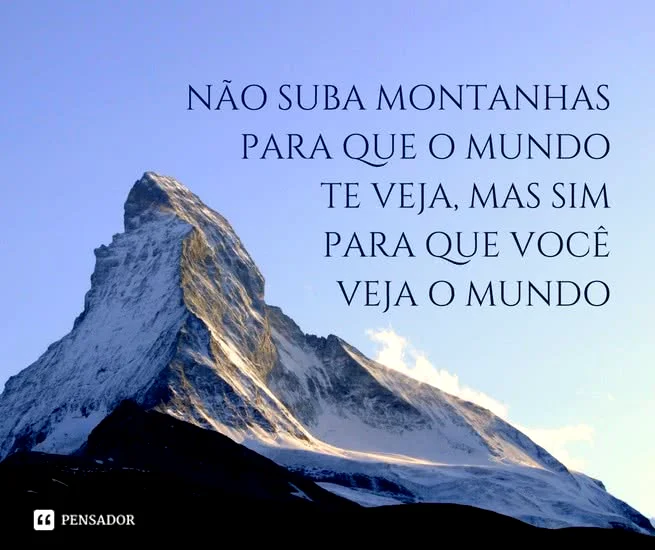 NÃO SUBA MONTANHAS
PARA QUE O MUNDO
TE VEJA, MAS SIM
PARA QUE VOCÊ
VEJA O MUNDO
PENSADOR